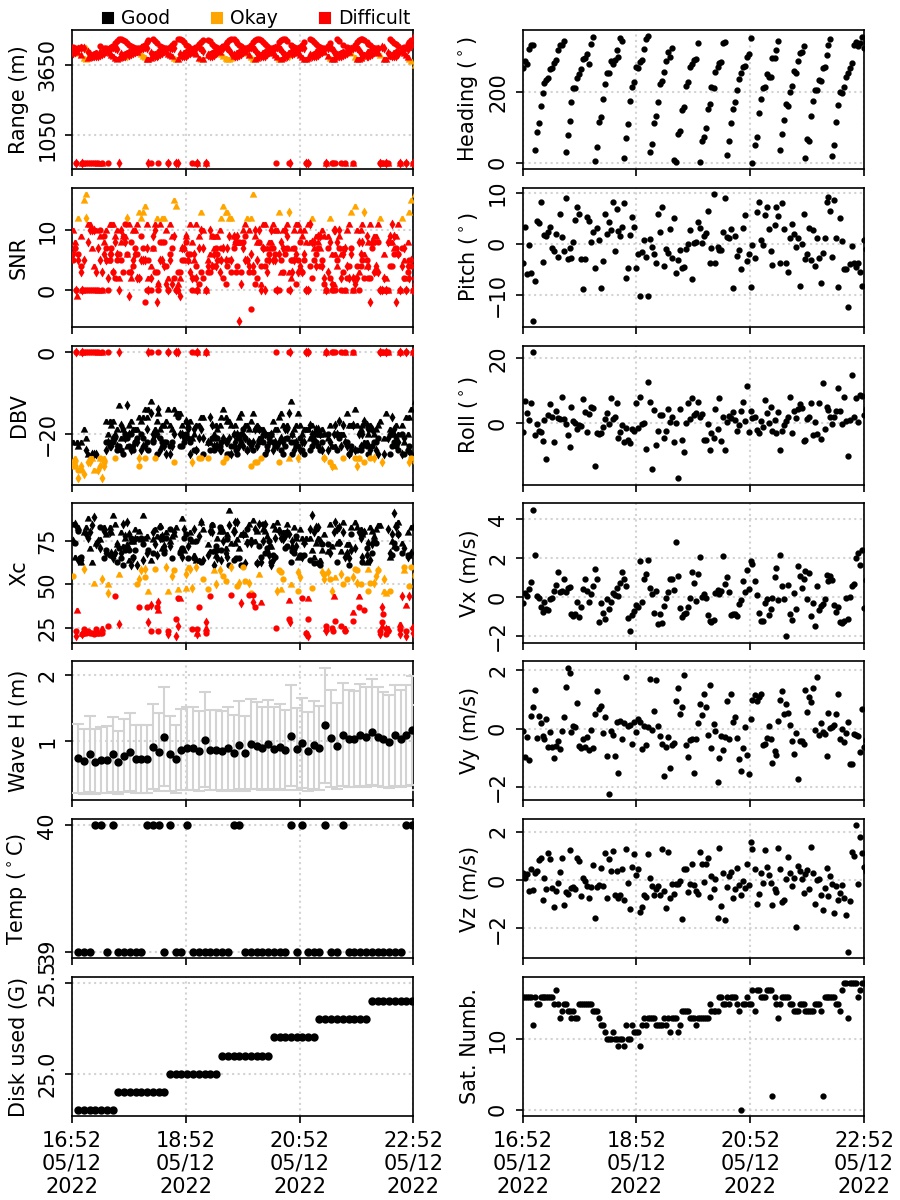 Good Okay Difficult
Range (m)
3650
1050
Heading (°)
200
0
SNR
10
0
Pitch (°)
10
0
−10
DBV
0
−20
Roll (°)
20
0
Xc
75
50
25
Vx (m/s)
4
2
0
−2
Wave H (m)
2
1
Vy (m/s)
2
0
−2
Temp (°C)
40
39
Vz (m/s)
2
0
−2
Disk used (G)
25.5
25.0
Sat. Numb.
10
0
16:52 18:52 20:52 22:52 16:52 18:52 20:52 22:52
05/12 05/12 05/12 05/12 05/12 05/12 05/12 05/12
2022 2022 2022 2022 2022 2022 2022 2022